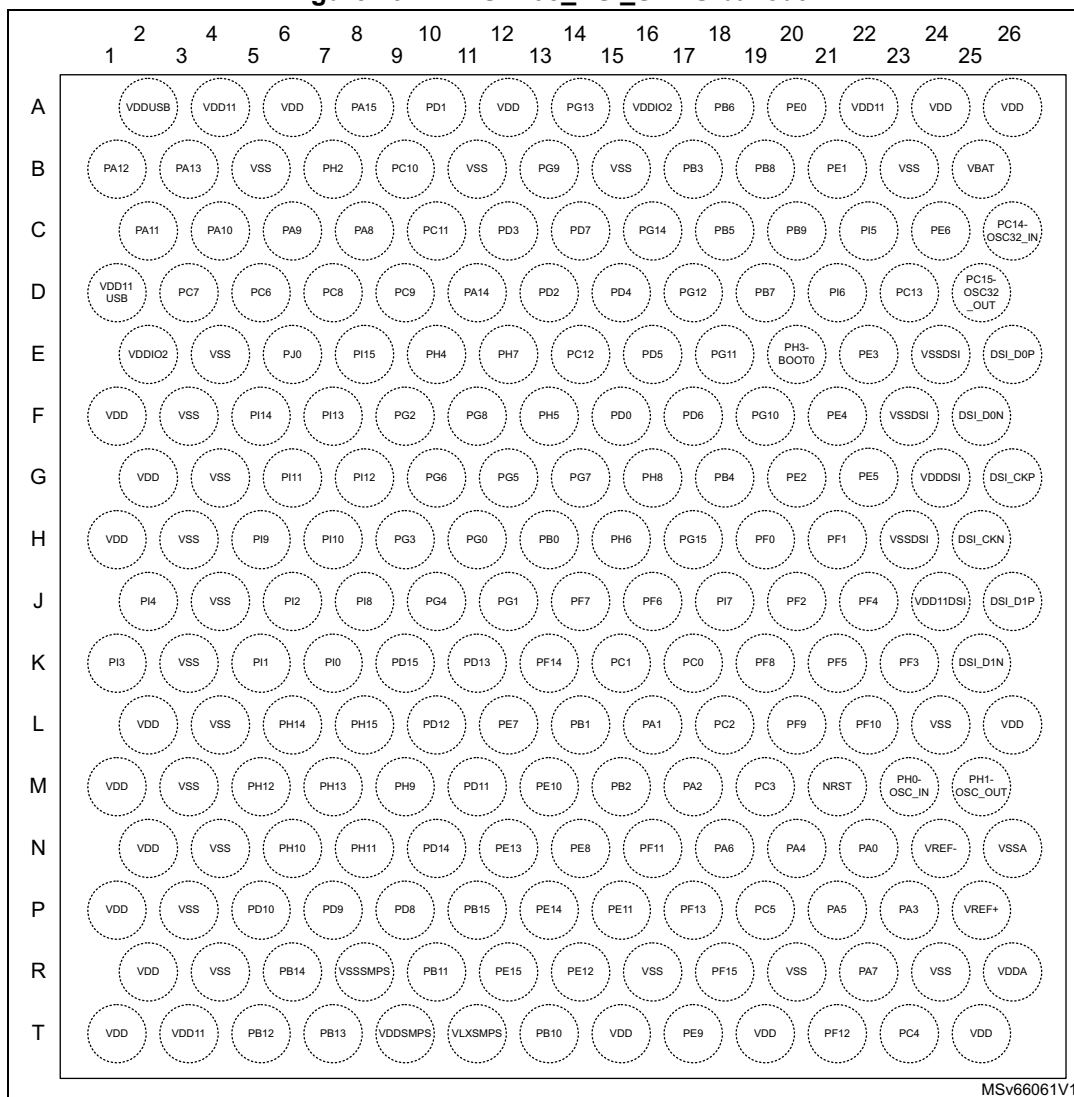 2 4 6 8 10 12 14 16 18 20 22 24 26
1 3 5 7 9 11 13 15 17 19 21 23 25
A VDDUSB VDD11 VDD PA15 PD1 VDD PG13 VDDIO2 PB6 PE0 VDD11 VDD VDD
B PA12 PA13 VSS PH2 PC10 VSS PG9 VSS PB3 PB8 PE1 VSS VBAT
C PA11 PA10 PA9 PA8 PC11 PD3 PD7 PG14 PB5 PB9 PI5 PE6 PC14-
OSC32_IN
D VDD11
USB PC7 PC6 PC8 PC9 PA14 PD2 PD4 PG12 PB7 PI6 PC13 PC15-
OSC32
_OUT
E VDDIO2 VSS PJ0 PI15 PH4 PH7 PC12 PD5 PG11 PH3-
BOOT0 PE3 VSSDSI DSI_D0P
F VDD VSS PI14 PI13 PG2 PG8 PH5 PD0 PD6 PG10 PE4 VSSDSI DSI_D0N
G VDD VSS PI11 PI12 PG6 PG5 PG7 PH8 PB4 PE2 PE5 VDDDSI DSI_CKP
H VDD VSS PI9 PI10 PG3 PG0 PB0 PH6 PG15 PF0 PF1 VSSDSI DSI_CKN
J PI4 VSS PI2 PI8 PG4 PG1 PF7 PF6 PI7 PF2 PF4 VDD11DSI DSI_D1P
K PI3 VSS PI1 PI0 PD15 PD13 PF14 PC1 PC0 PF8 PF5 PF3 DSI_D1N
L VDD VSS PH14 PH15 PD12 PE7 PB1 PA1 PC2 PF9 PF10 VSS VDD
M VDD VSS PH12 PH13 PH9 PD11 PE10 PB2 PA2 PC3 NRST PH0-
OSC_IN PH1-
OSC_OUT
N VDD VSS PH10 PH11 PD14 PE13 PE8 PF11 PA6 PA4 PA0 VREF- VSSA
P VDD VSS PD10 PD9 PD8 PB15 PE14 PE11 PF13 PC5 PA5 PA3 VREF+
R VDD VSS PB14 VSSSMPS PB11 PE15 PE12 VSS PF15 VSS PA7 VSS VDDA
T VDD VDD11 PB12 PB13 VDDSMPS VLXSMPS PB10 VDD PE9 VDD PF12 PC4 VDD
MSv66061V1